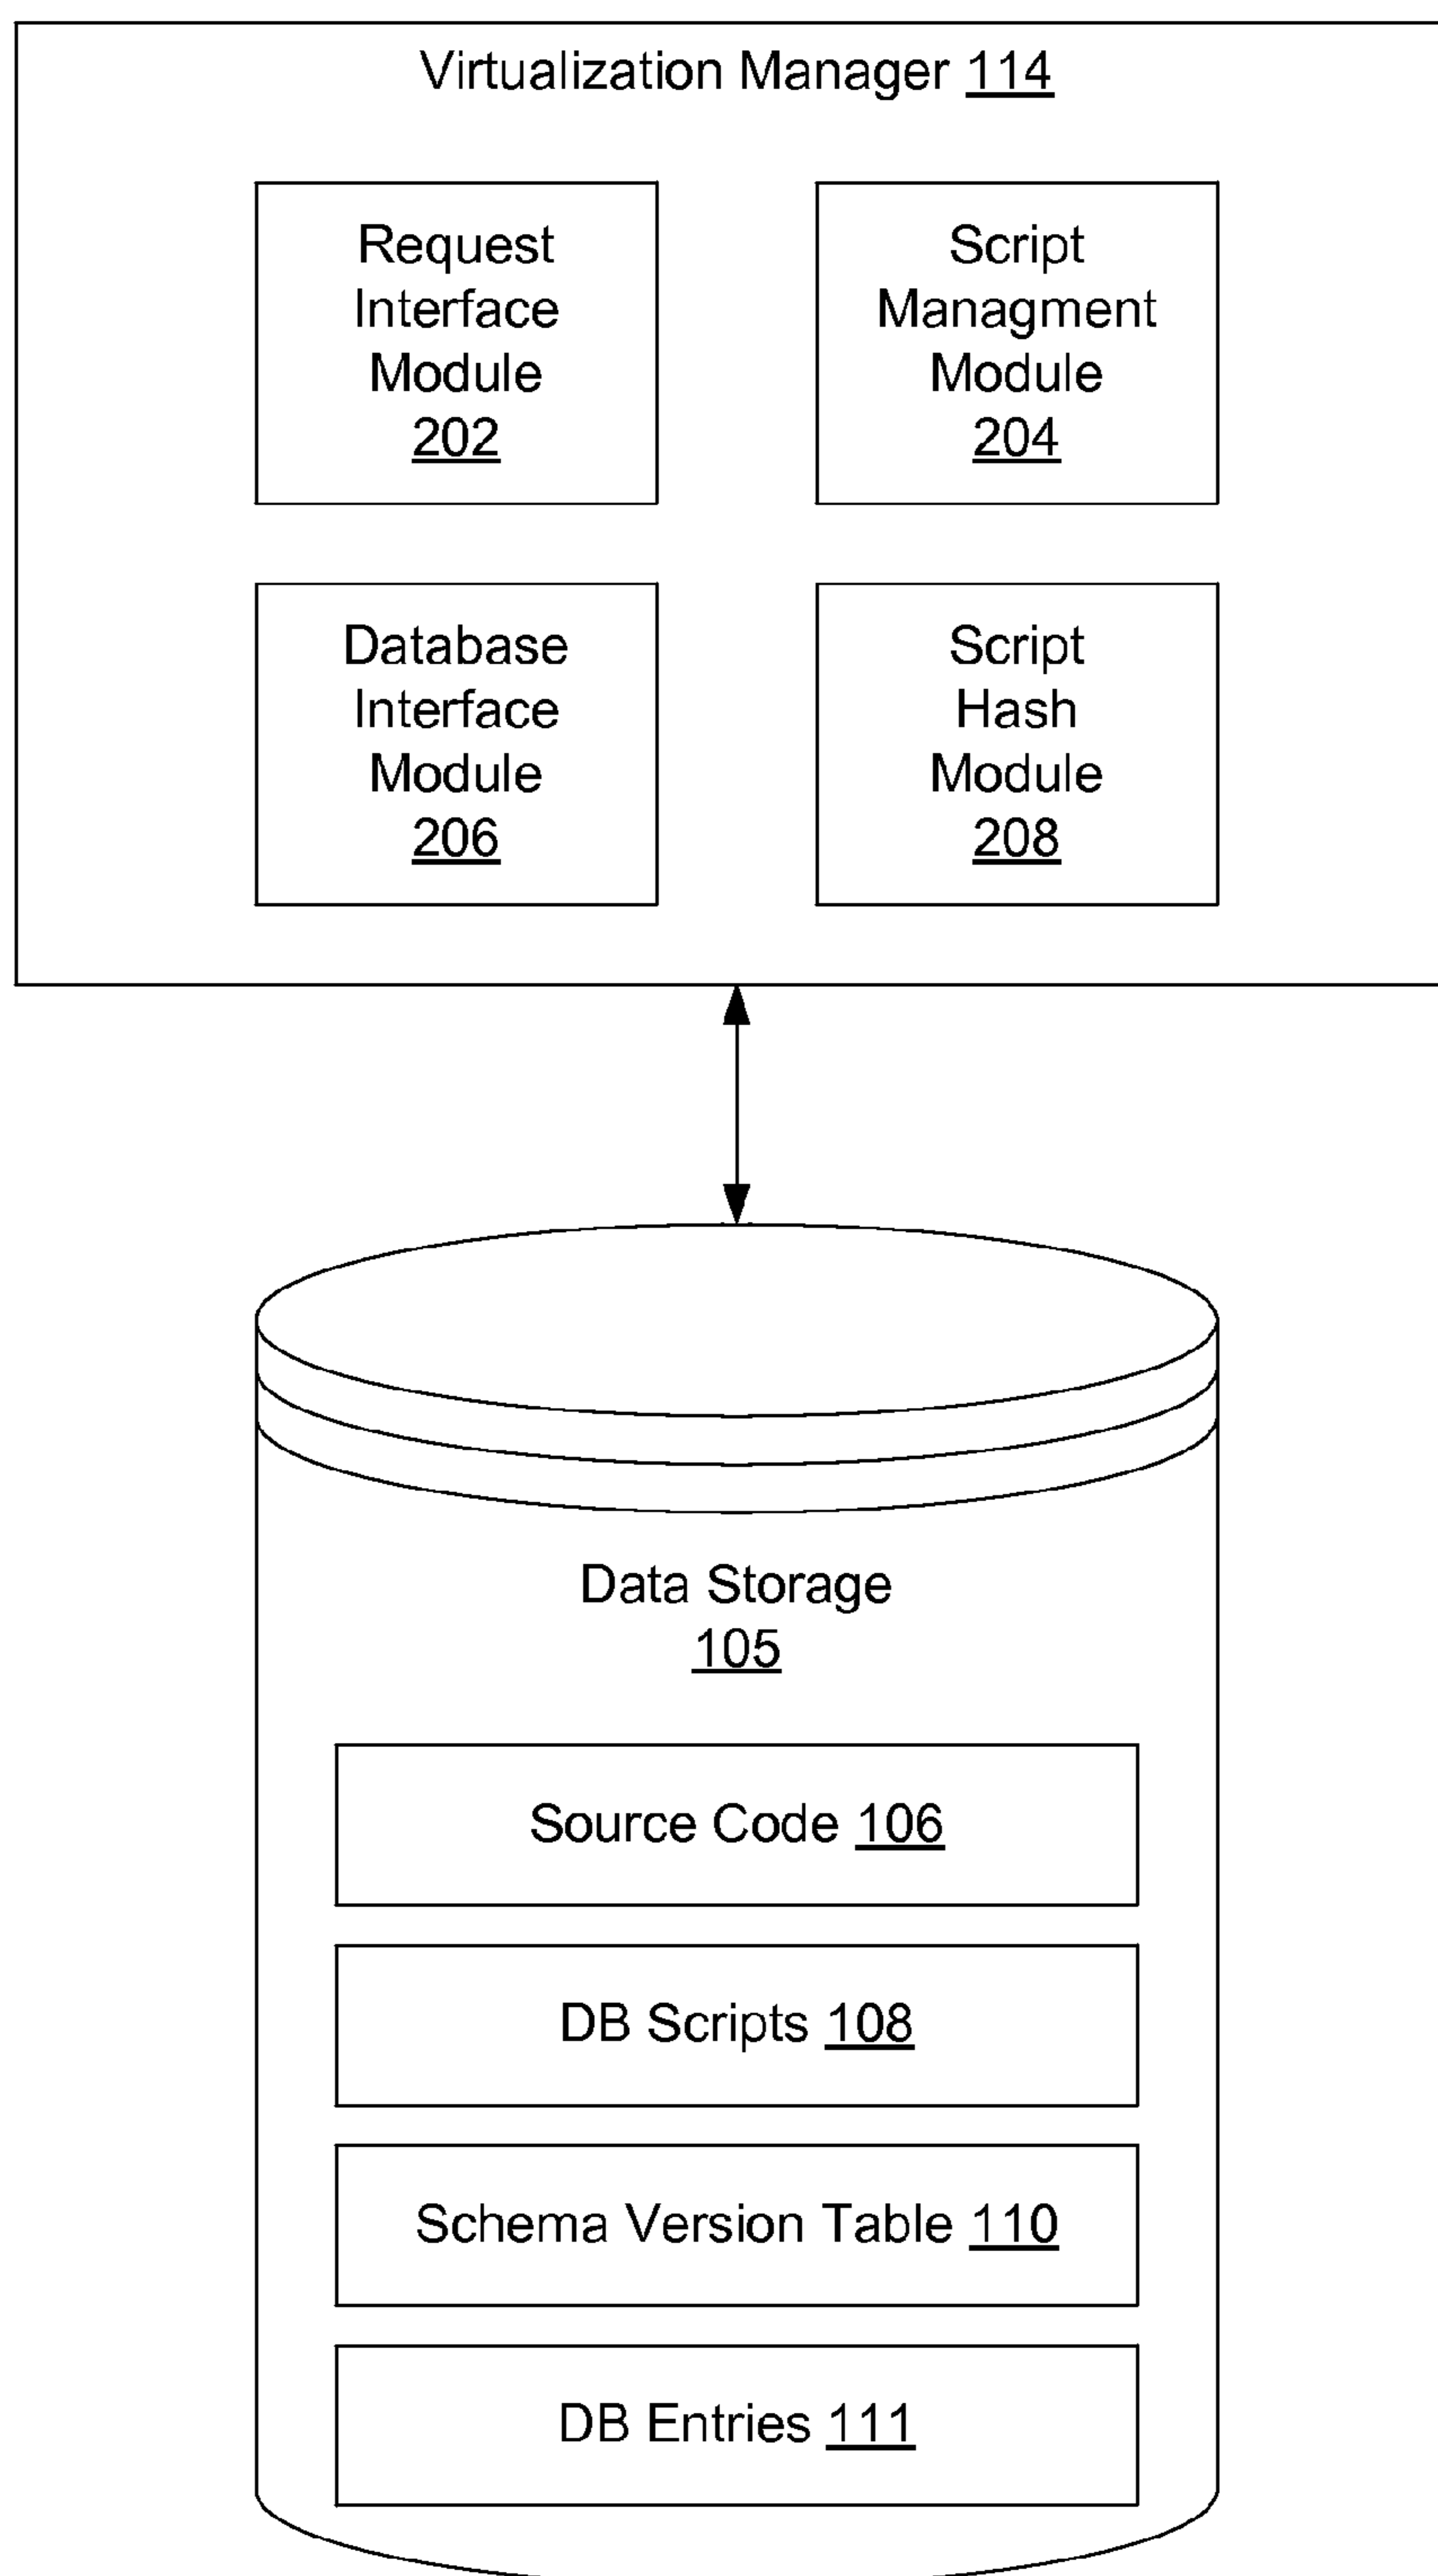 Virtualization Manager 114
Request
Interface
Module
202
Script
Managment
Module
204
Database
Interface
Module
206
Script
Hash
Module
208
Data Storage
105
Source Code 106
DB Scripts 108
Schema Version Table 110
DB Entries 111